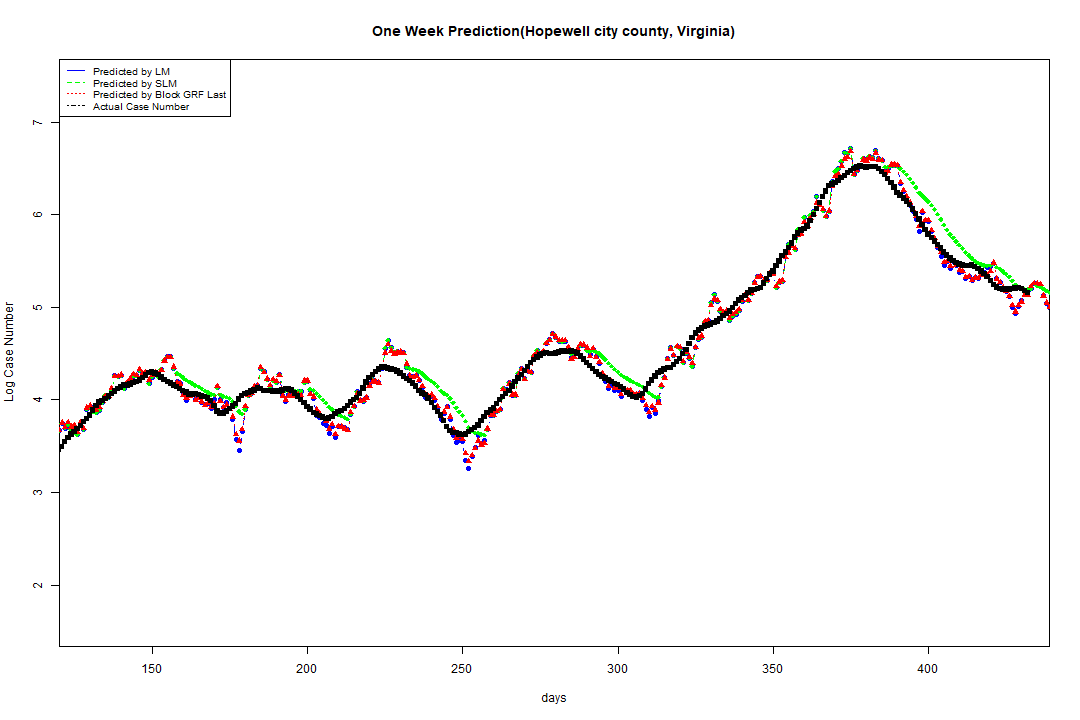 One Week Prediction(Hopewell city county, Virginia)
Predicted by LM
Predicted by SLM
Predicted by Block GRF Last
Actual Case Number
Log Case Number
7
6
5
4
3
2
150 200 250 300 350 400
days